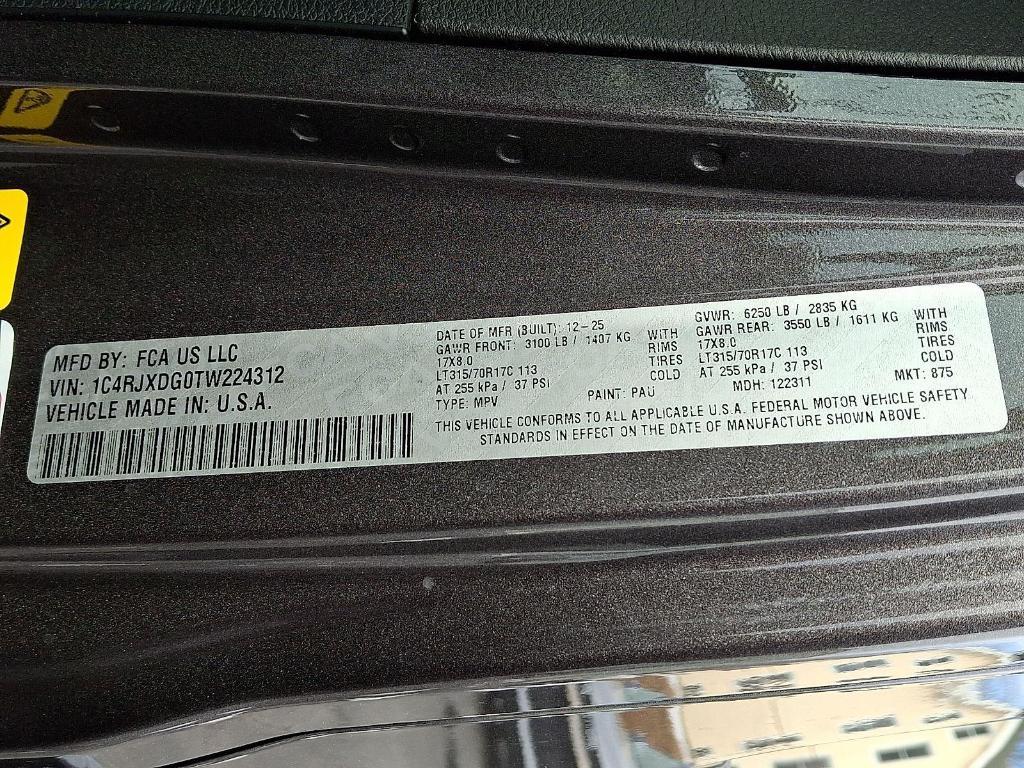 MFD BY: FCA US LLC
VIN: 1C4RJXDG0TW224312
VEHICLE MADE IN: U.S.A.
DATE OF MFR (BUILT): 12-25
GAWR FRONT: 3100 LB / 1407 KG WITH
17X8.0 RIMS
LT315/70R17C 113 TIRES
AT 255 kPa / 37 PSI COLD
TYPE: MPV PAINT: PAU
GVWR: 6250 LB / 2835 KG
GAWR REAR: 3550 LB / 1611 KG WITH
17X8.0 RIMS
LT315/70R17C 113 TIRES
AT 255 kPa / 37 PSI COLD
MDH: 122311 MKT: 875
THIS VEHICLE CONFORMS TO ALL APPLICABLE U.S.A. FEDERAL MOTOR VEHICLE SAFETY
STANDARDS IN EFFECT ON THE DATE OF MANUFACTURE SHOWN ABOVE.